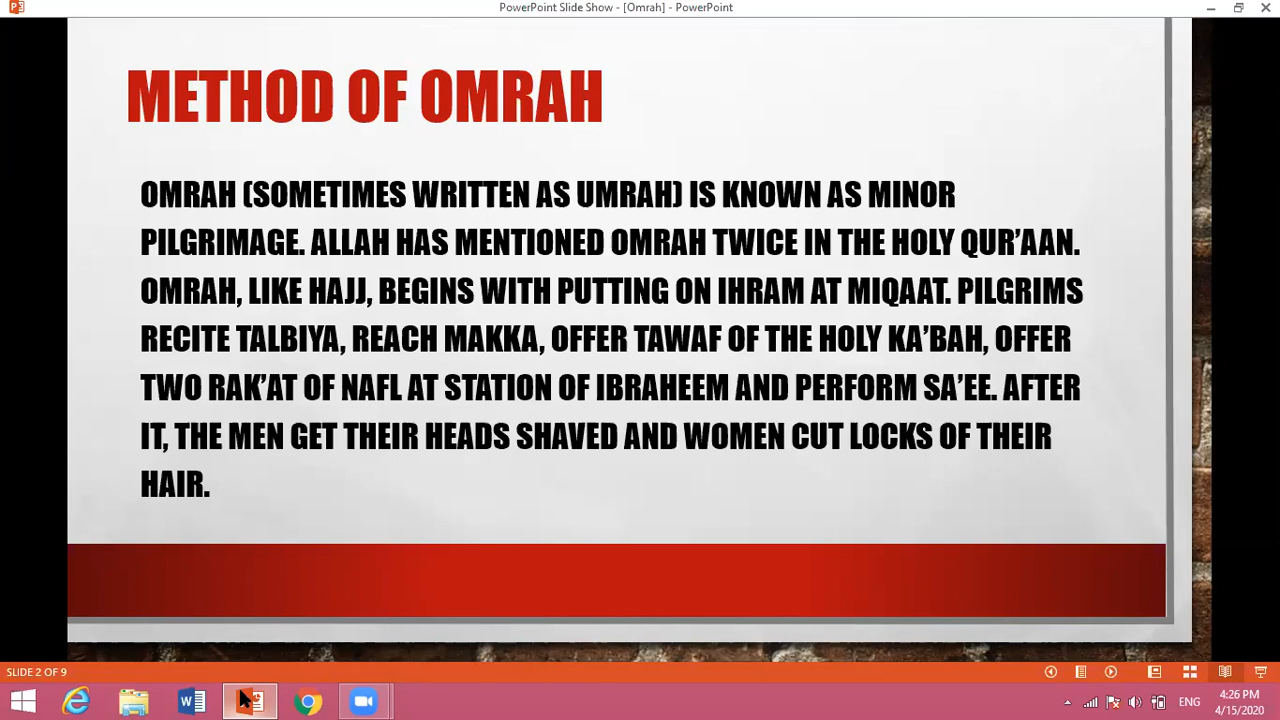 PowerPoint Slide Show - [Omrah] - PowerPoint
METHOD OF OMRAH
OMRAH (SOMETIMES WRITTEN AS UMRAH) IS KNOWN AS MINOR
PILGRIMAGE. ALLAH HAS MENTIONED OMRAH TWICE IN THE HOLY QUR’AAN.
OMRAH, LIKE HAJJ, BEGINS WITH PUTTING ON IHRAM AT MIQAAT. PILGRIMS
RECITE TALBIYA, REACH MAKKA, OFFER TAWAF OF THE HOLY KA’BAH, OFFER
TWO RAK’AT OF NAFL AT STATION OF IBRAHEEM AND PERFORM SA’EE. AFTER
IT, THE MEN GET THEIR HEADS SHAVED AND WOMEN CUT LOCKS OF THEIR
HAIR.
SLIDE 2 OF 9
ENG
4:26 PM
4/15/2020